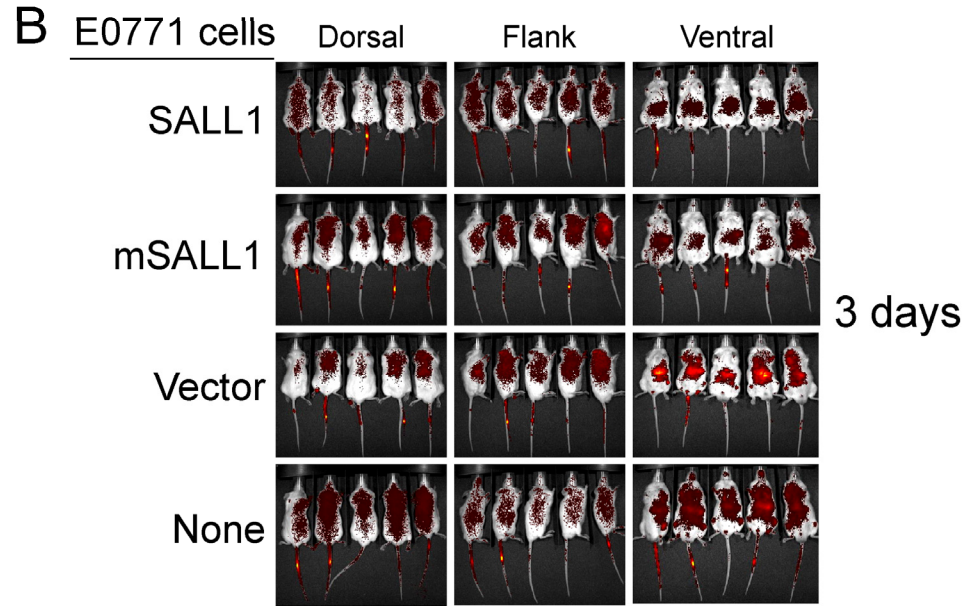 B
E0771 cells
Dorsal
Flank
Ventral
SALL1
mSALL1
Vector
None
3 days